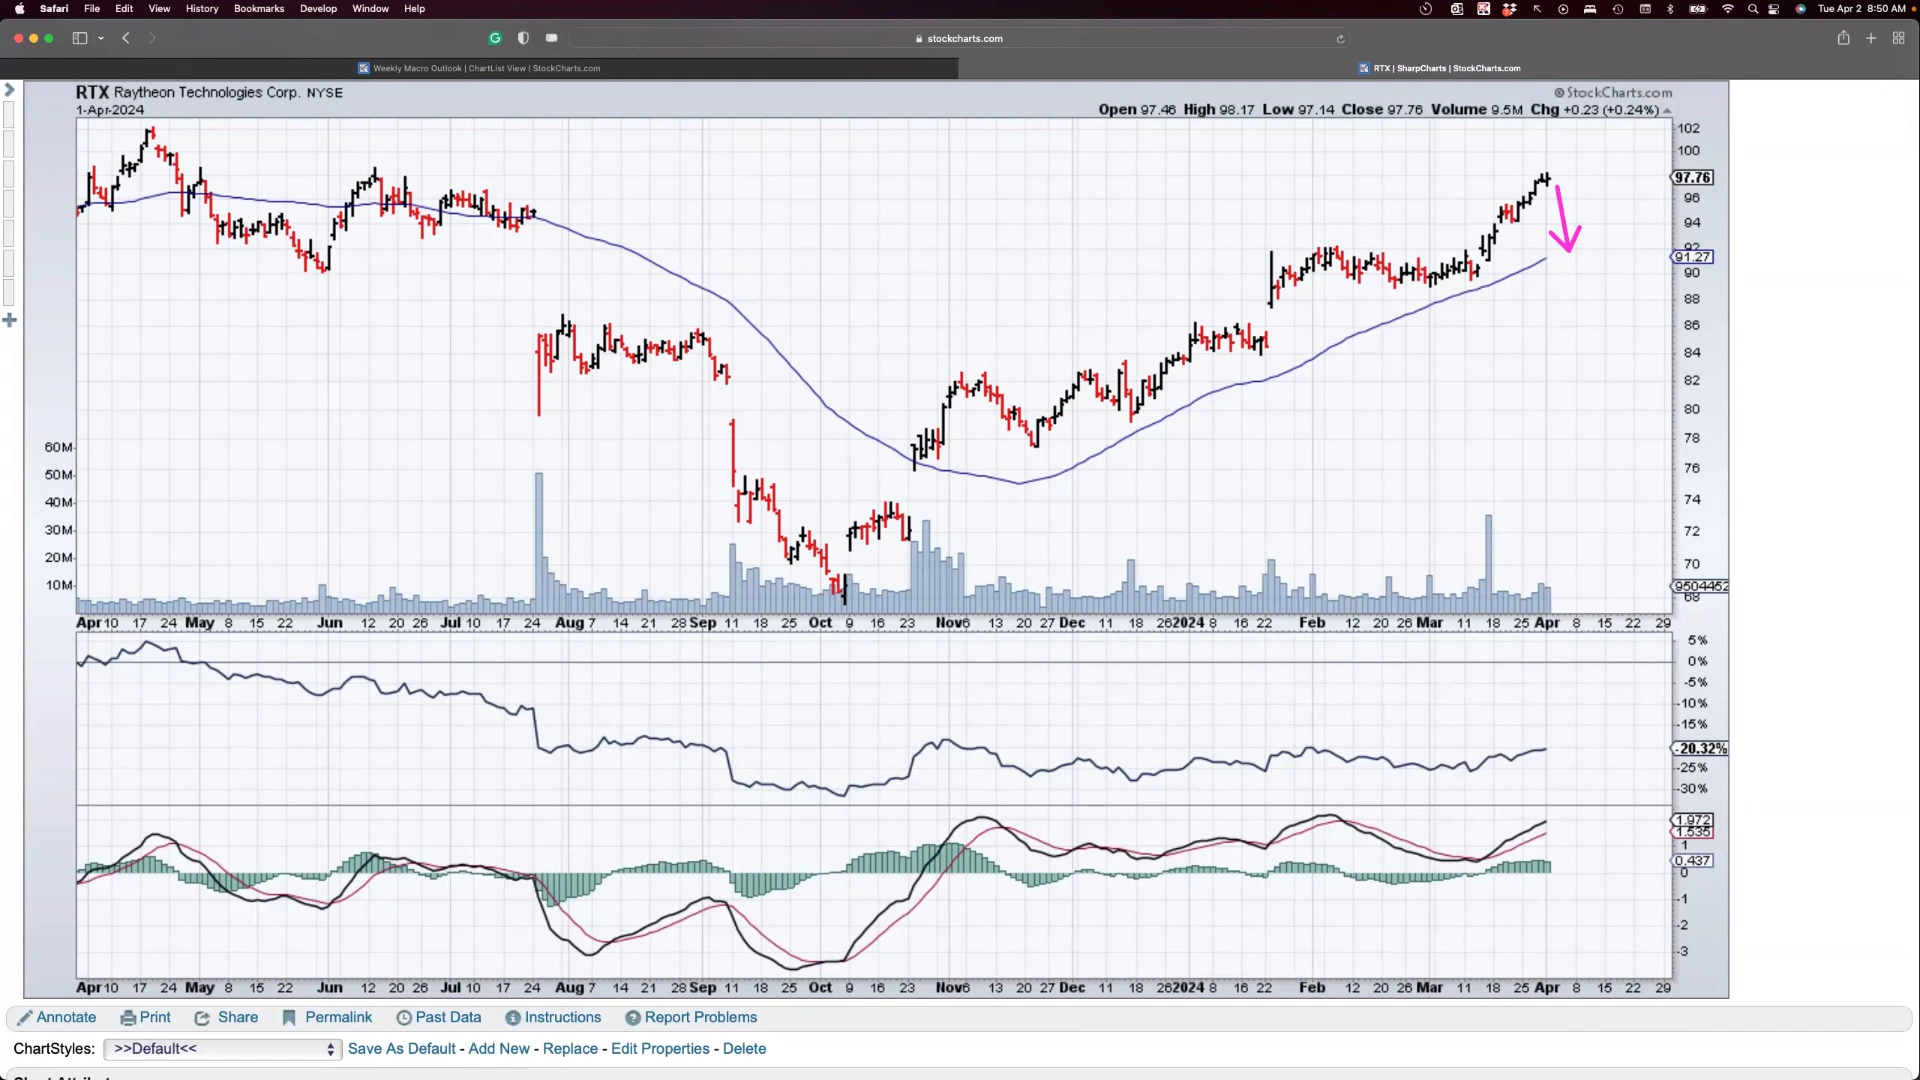 Safari File Edit View History Bookmarks Develop Window Help Tue Apr 2 8:50 AM
stockcharts.com
Weekly Macro Outlook | ChartList View | StockCharts.com
RTX | SharpCharts | StockCharts.com
RTX Raytheon Technologies Corp. NYSE © StockCharts.com
1-Apr-2024 Open 97.46 High 98.17 Low 97.14 Close 97.76 Volume 9.5M Chg +0.23 (+0.24%)
102
100
97.76
96
94
92
91.27
90
88
86
84
82
80
78
76
74
72
70
9504452
68
60M
50M
40M
30M
20M
10M
Apr 10 17 24 May 8 15 22 Jun 12 20 26 Jul 10 17 24 Aug 7 14 21 28 Sep 11 18 25 Oct 9 16 23 Nov 6 13 20 27 Dec 11 18 26 2024 8 16 22 Feb 12 20 26 Mar 11 18 25 Apr 8 15 22 29
5%
0%
-5%
-10%
-15%
-20.32%
-25%
-30%
1.972
1.535
1
0.437
0
-1
-2
-3
Apr 10 17 24 May 8 15 22 Jun 12 20 26 Jul 10 17 24 Aug 7 14 21 28 Sep 11 18 25 Oct 9 16 23 Nov 6 13 20 27 Dec 11 18 26 2024 8 16 22 Feb 12 20 26 Mar 11 18 25 Apr 8 15 22 29
Annotate Print Share Permalink Past Data Instructions Report Problems
ChartStyles: >>Default<< Save As Default - Add New - Replace - Edit Properties - Delete